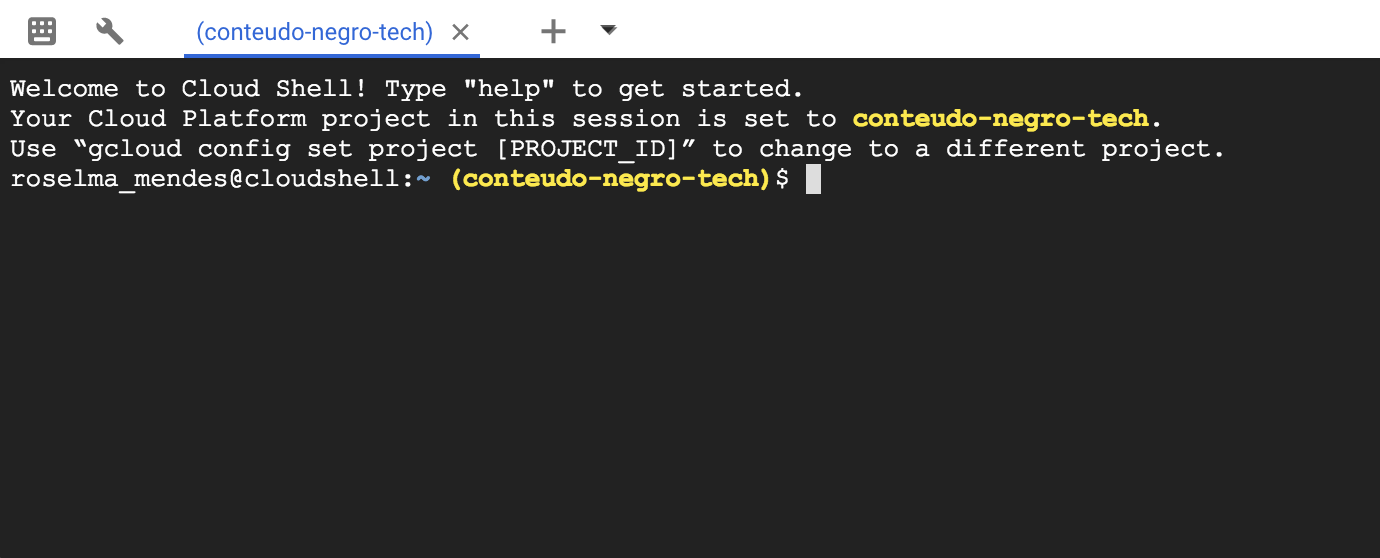 (conteudo-negro-tech)
Welcome to Cloud Shell! Type "help" to get started.
Your Cloud Platform project in this session is set to conteudo-negro-tech.
Use “gcloud config set project [PROJECT_ID]” to change to a different project.
roselma_mendes@cloudshell:~ (conteudo-negro-tech)$